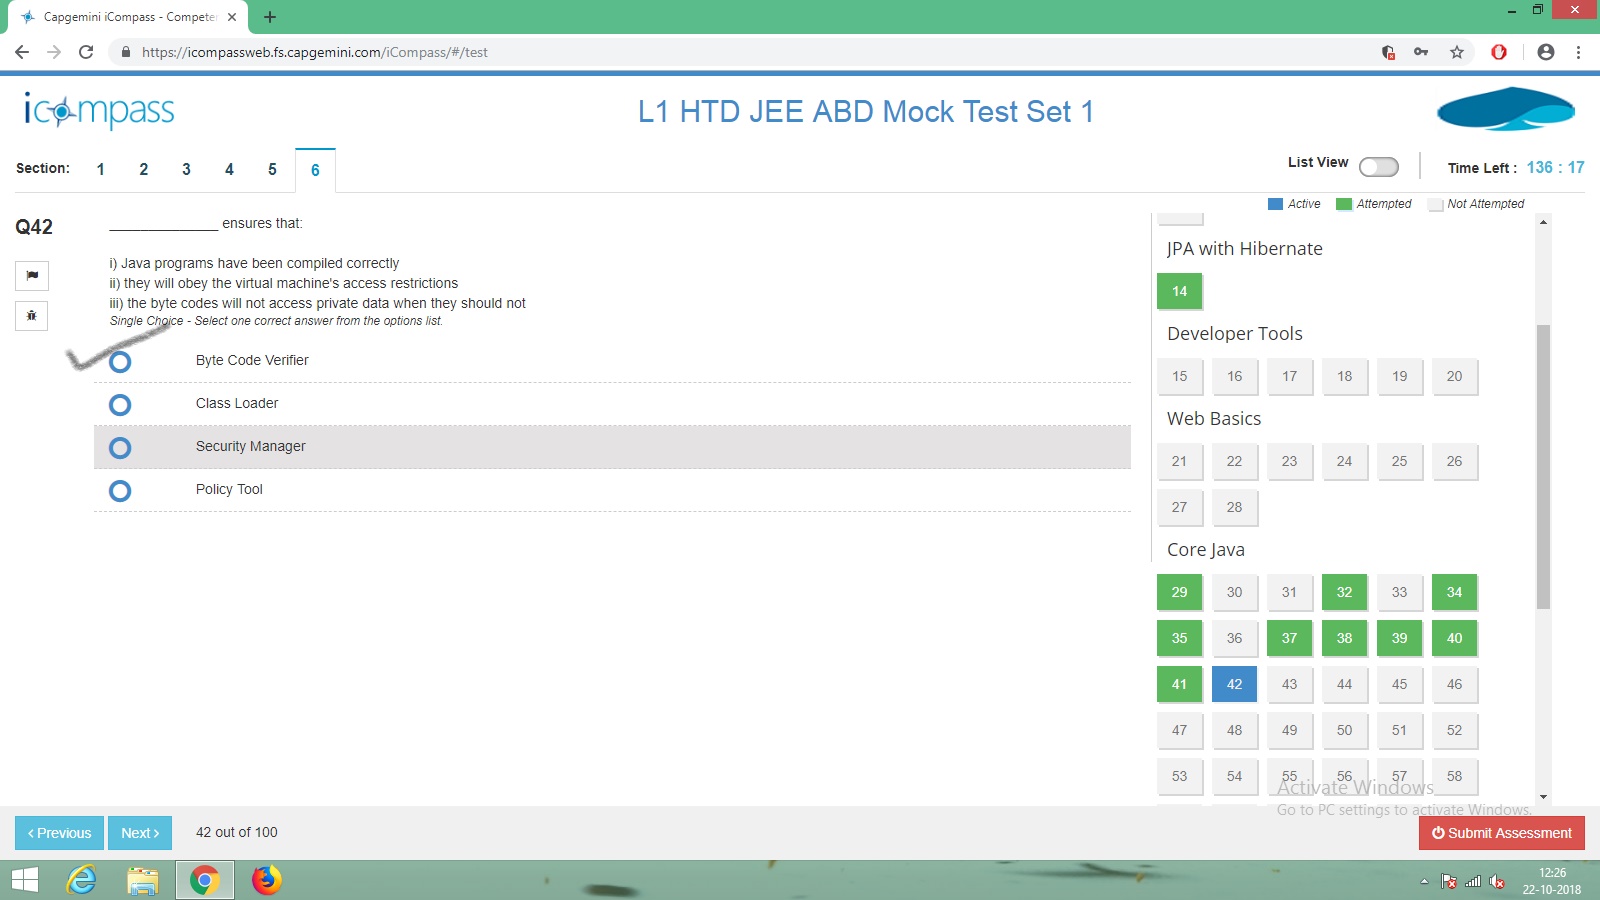 Capgemini iCompass - Competen
https://icompassweb.fs.capgemini.com/iCompass/#/test
icompass
L1 HTD JEE ABD Mock Test Set 1
Section: 1 2 3 4 5 6
List View
Time Left : 136 : 17
Active Attempted Not Attempted
Q42
______________ ensures that:
i) Java programs have been compiled correctly
ii) they will obey the virtual machine's access restrictions
iii) the byte codes will not access private data when they should not
Single Choice - Select one correct answer from the options list.
Byte Code Verifier
Class Loader
Security Manager
Policy Tool
JPA with Hibernate
14
Developer Tools
15 16 17 18 19 20
Web Basics
21 22 23 24 25 26
27 28
Core Java
29 30 31 32 33 34
35 36 37 38 39 40
41 42 43 44 45 46
47 48 49 50 51 52
53 54 55 56 57 58
Activate Windows
Go to PC settings to activate Windows.
Previous Next 42 out of 100
Submit Assessment
12:26
22-10-2018